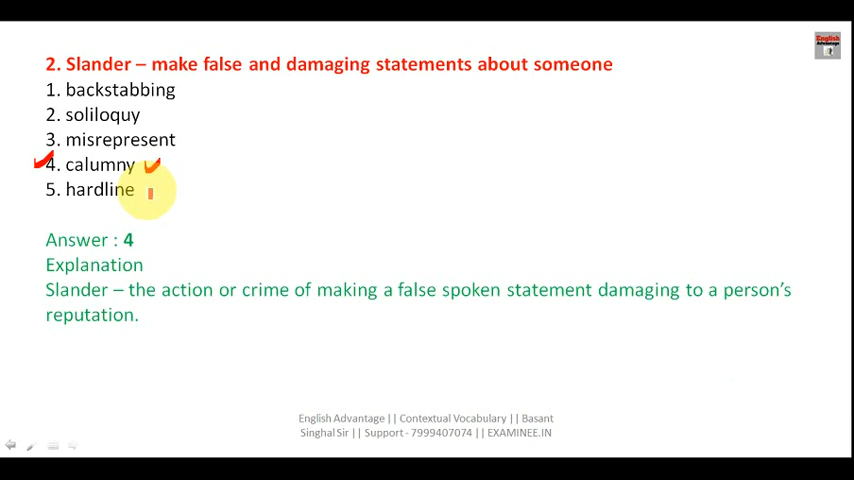 English
Advantage
2. Slander – make false and damaging statements about someone
1. backstabbing
2. soliloquy
3. misrepresent
4. calumny
5. hardline
Answer : 4
Explanation
Slander – the action or crime of making a false spoken statement damaging to a person's
reputation.
English Advantage || Contextual Vocabulary || Basant
Singhal Sir || Support - 7999407074 || EXAMINEE.IN